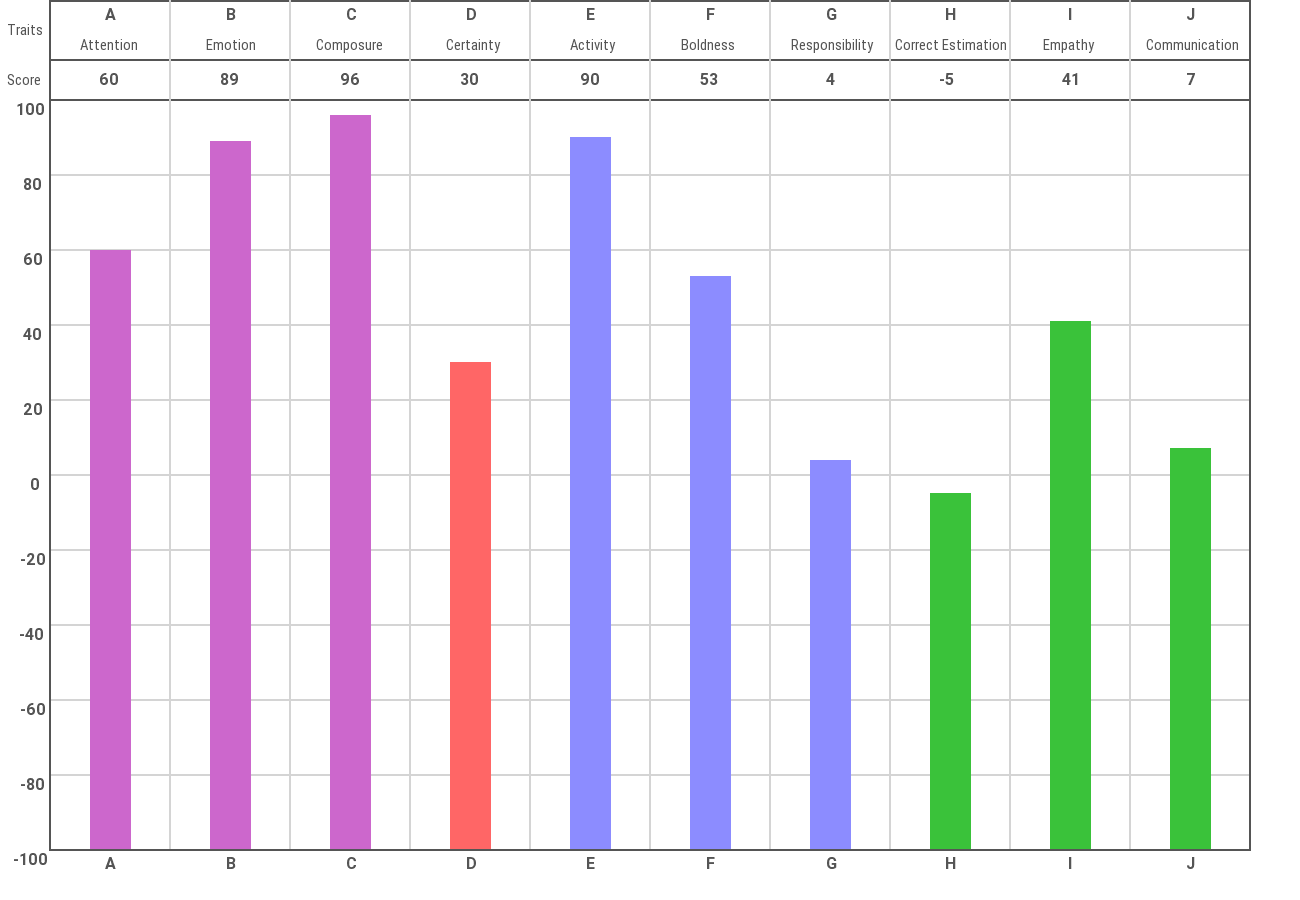 A B C D E F G H I J
Traits
Attention Emotion Composure Certainty Activity Boldness Responsibility Correct Estimation Empathy Communication
Score 60 89 96 30 90 53 4 -5 41 7
100
80
60
40
20
0
-20
-40
-60
-80
-100
A B C D E F G H I J